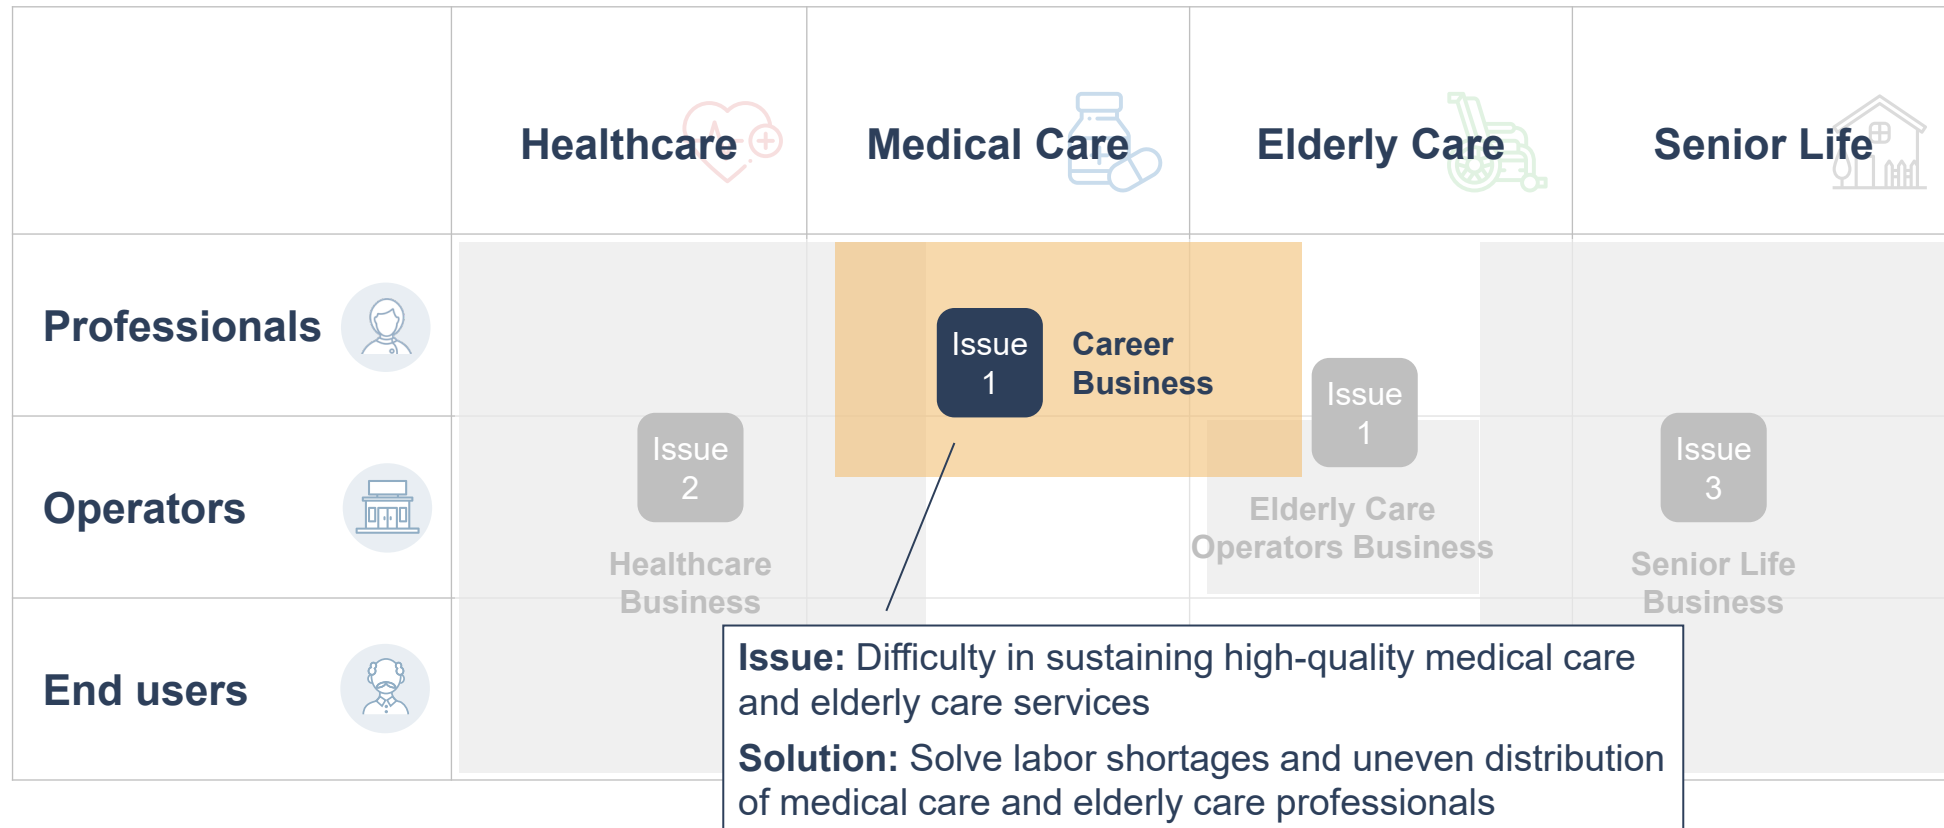 Healthcare
Medical Care
Elderly Care
Senior Life
Professionals
Operators
End users
Issue
1
Career
Business
Issue
1
Elderly Care
Operators Business
Issue
2
Healthcare
Business
Issue
3
Senior Life
Business
Issue: Difficulty in sustaining high-quality medical care
and elderly care services
Solution: Solve labor shortages and uneven distribution
of medical care and elderly care professionals